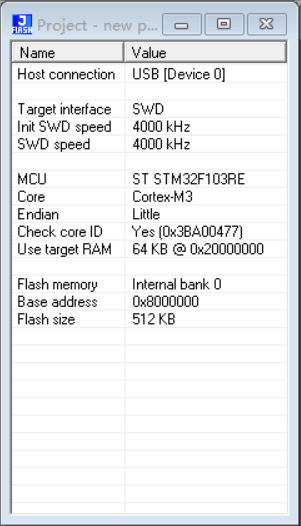 J
FLASH
Project - new p...
Name Value
Host connection USB [Device 0]
Target interface SWD
Init SWD speed 4000 kHz
SWD speed 4000 kHz
MCU ST STM32F103RE
Core Cortex-M3
Endian Little
Check core ID Yes (0x3BA00477)
Use target RAM 64 KB @ 0x20000000
Flash memory Internal bank 0
Base address 0x8000000
Flash size 512 KB